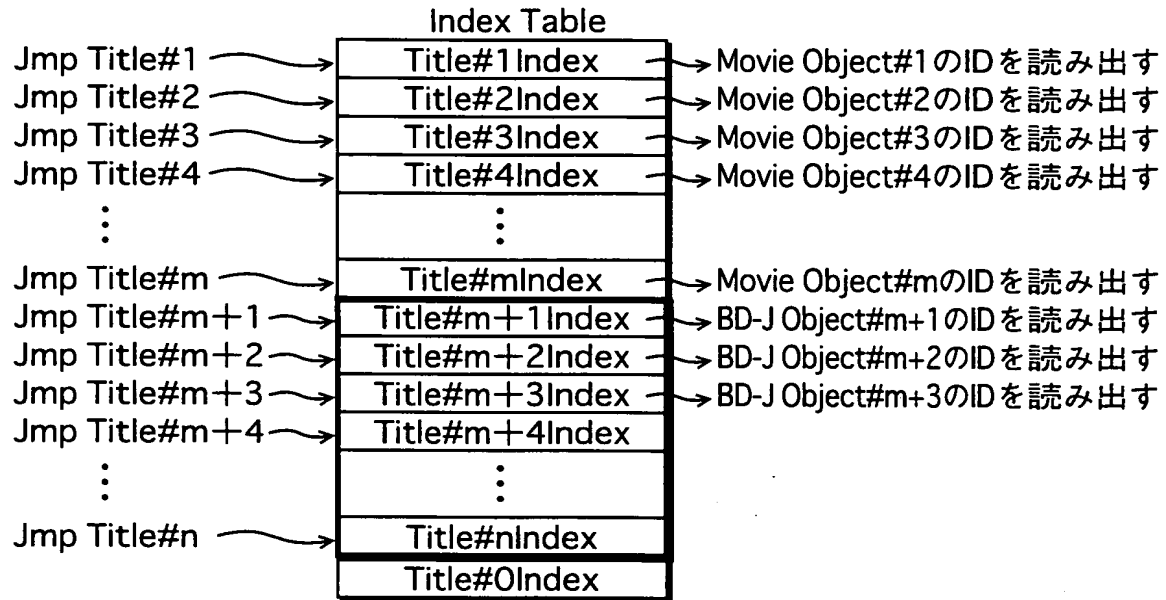 Index Table
Jmp Title#1 Title#1Index Movie Object#1のIDを読み出す
Jmp Title#2 Title#2Index Movie Object#2のIDを読み出す
Jmp Title#3 Title#3Index Movie Object#3のIDを読み出す
Jmp Title#4 Title#4Index Movie Object#4のIDを読み出す
Jmp Title#m Title#mIndex Movie Object#mのIDを読み出す
Jmp Title#m+1 Title#m+1Index BD-J Object#m+1のIDを読み出す
Jmp Title#m+2 Title#m+2Index BD-J Object#m+2のIDを読み出す
Jmp Title#m+3 Title#m+3Index BD-J Object#m+3のIDを読み出す
Jmp Title#m+4 Title#m+4Index
Jmp Title#n Title#nIndex
Title#0Index